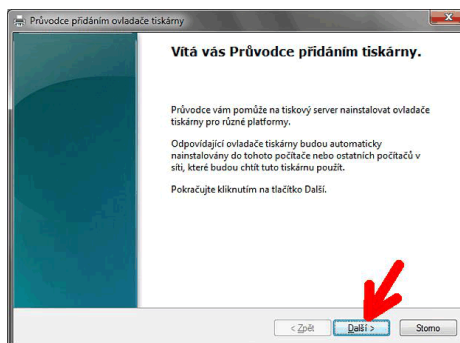 Průvodce přidáním ovladače tiskárny
Vítá vás Průvodce přidáním tiskárny.
Průvodce vám pomůže na tiskový server nainstalovat ovladače
tiskárny pro různé platformy.
Odpovídající ovladače tiskárny budou automaticky
nainstalovány do tohoto počítače nebo ostatních počítačů v
síti, které budou chtít tuto tiskárnu použít.
Pokračujte kliknutím na tlačítko Další.
< Zpět Další > Storno